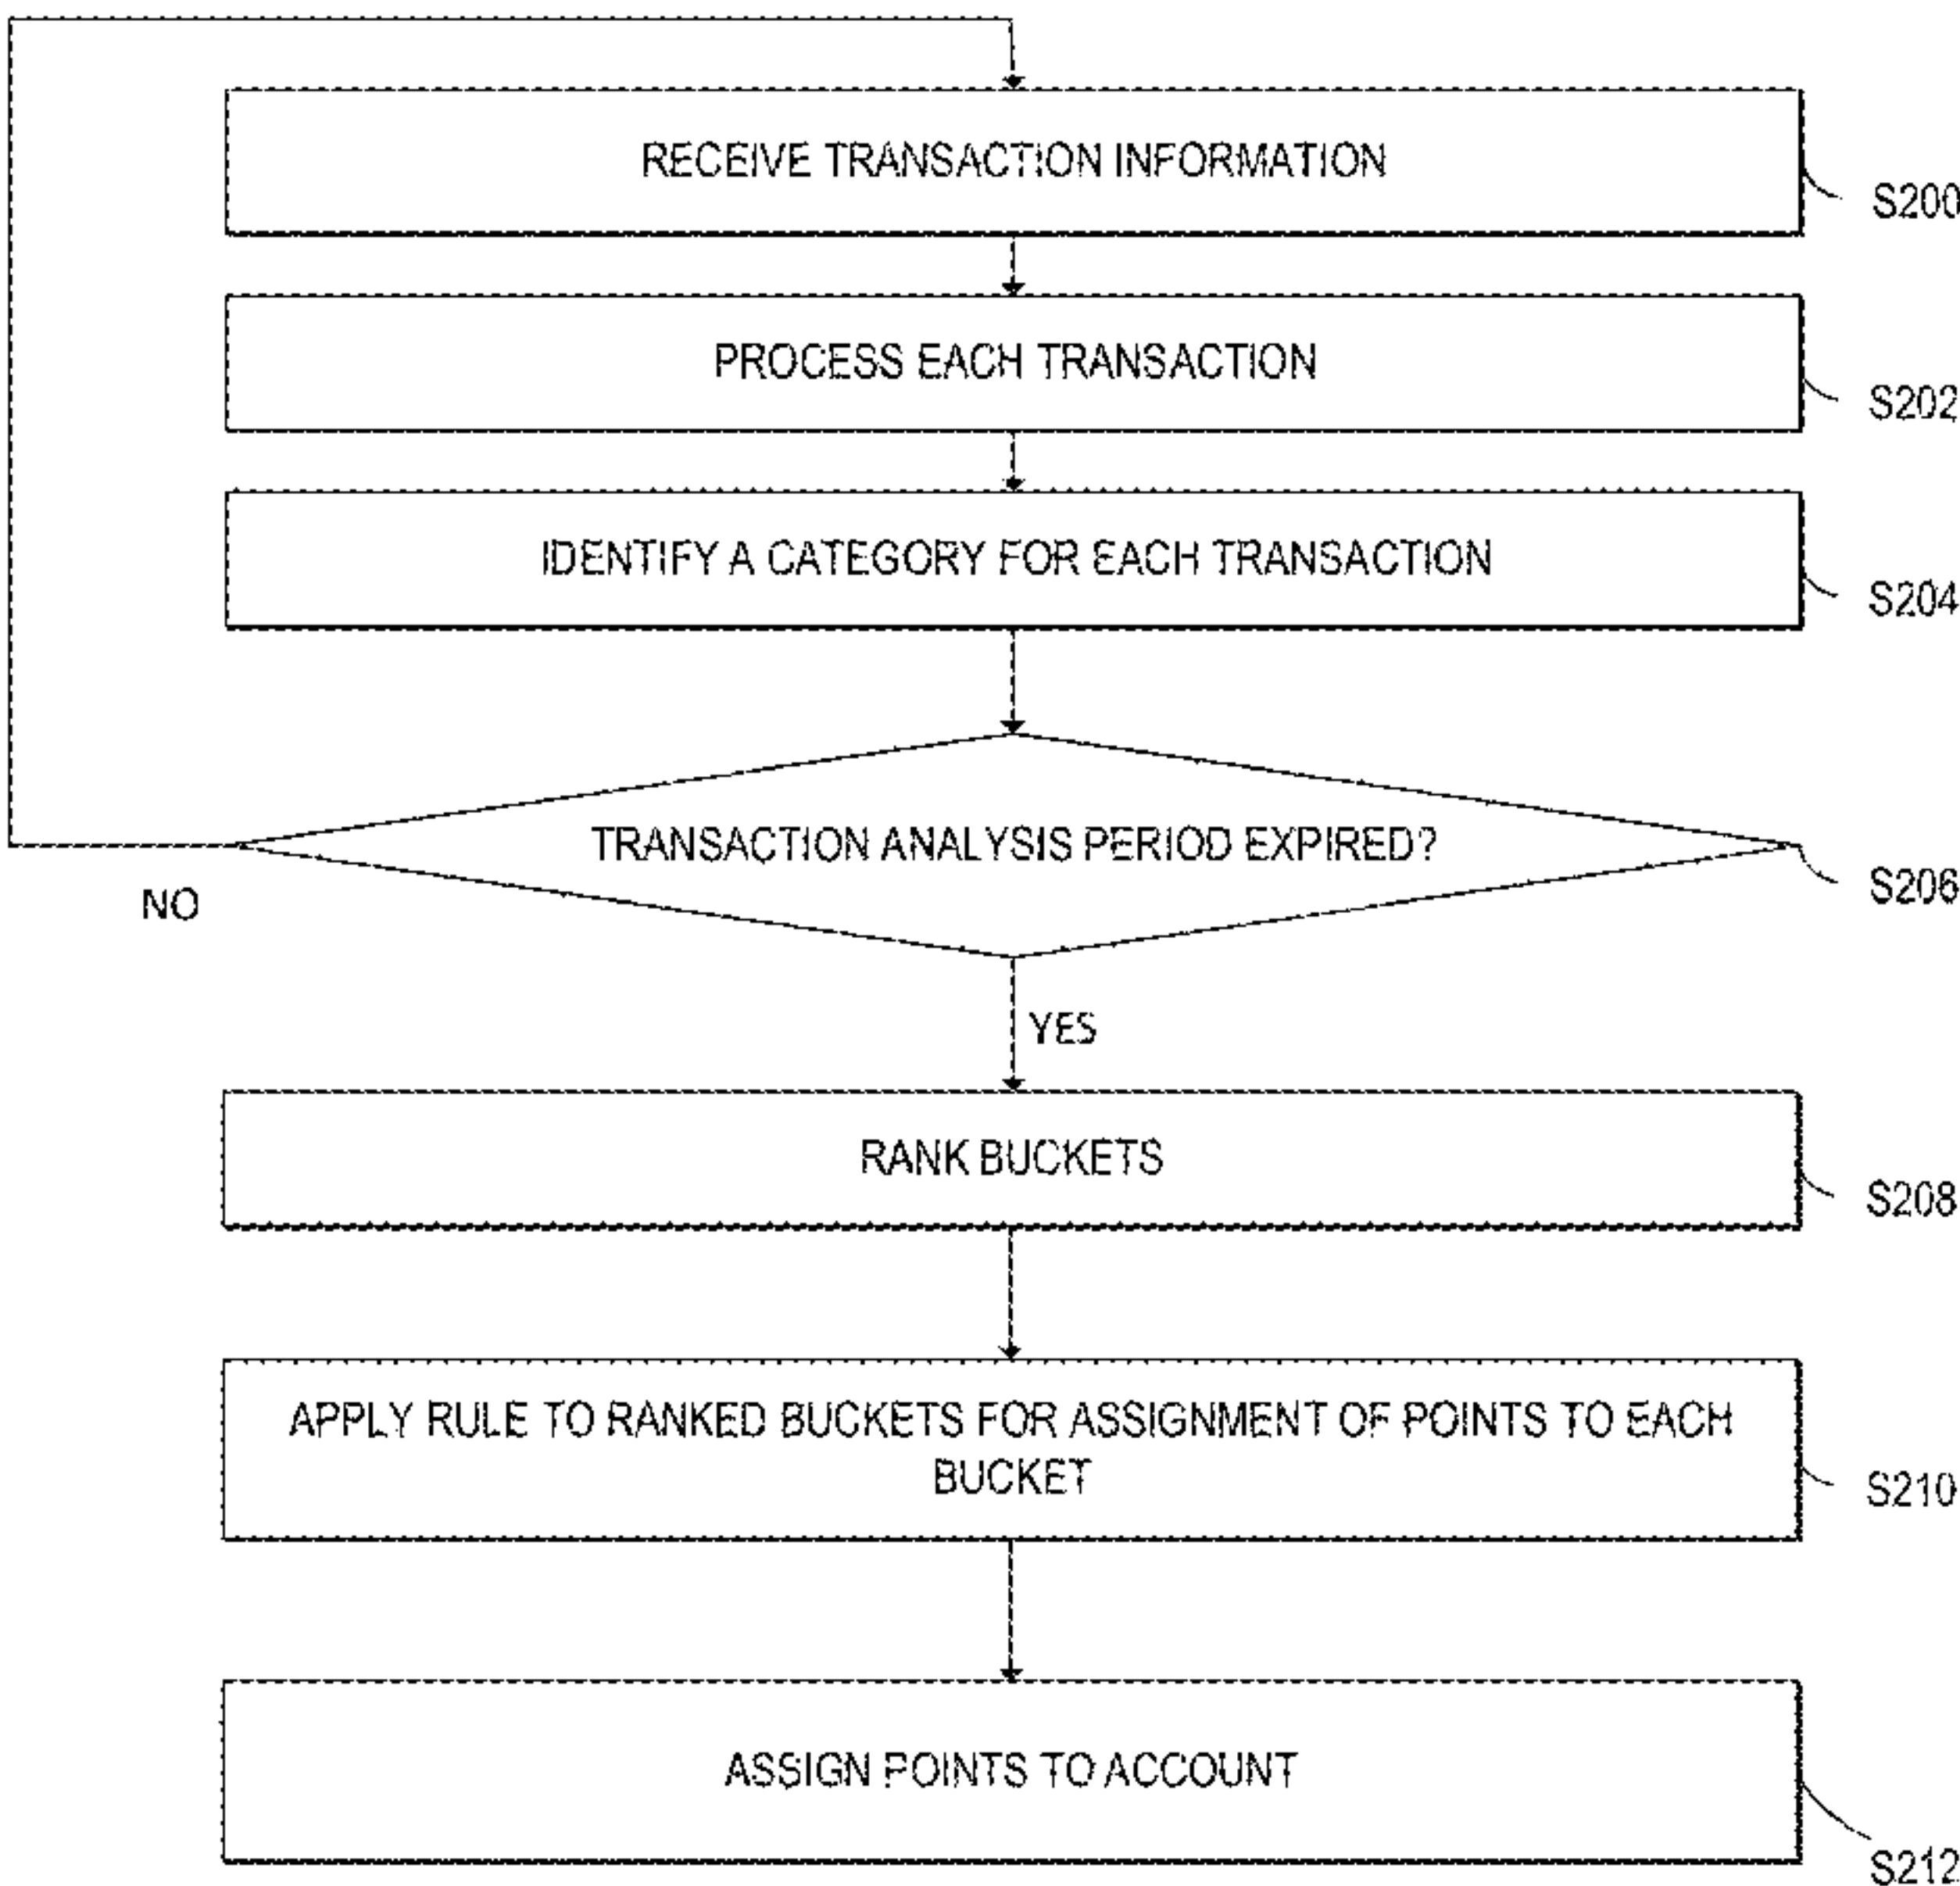 RECEIVE TRANSACTION INFORMATION
S200
PROCESS EACH TRANSACTION
S202
IDENTIFY A CATEGORY FOR EACH TRANSACTION
S204
TRANSACTION ANALYSIS PERIOD EXPIRED?
S206
NO
YES
RANK BUCKETS
S208
APPLY RULE TO RANKED BUCKETS FOR ASSIGNMENT OF POINTS TO EACH
BUCKET
S210
ASSIGN POINTS TO ACCOUNT
S212